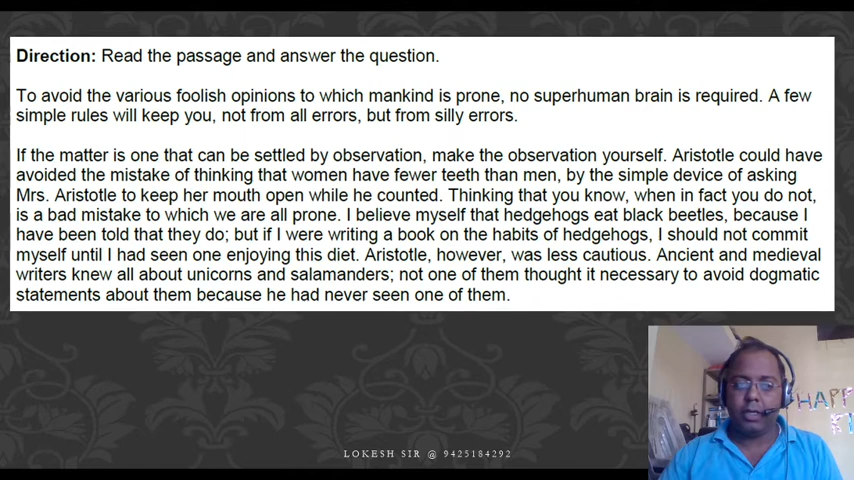 Direction: Read the passage and answer the question.
To avoid the various foolish opinions to which mankind is prone, no superhuman brain is required. A few
simple rules will keep you, not from all errors, but from silly errors.
If the matter is one that can be settled by observation, make the observation yourself. Aristotle could have
avoided the mistake of thinking that women have fewer teeth than men, by the simple device of asking
Mrs. Aristotle to keep her mouth open while he counted. Thinking that you know, when in fact you do not,
is a bad mistake to which we are all prone. I believe myself that hedgehogs eat black beetles, because I
have been told that they do; but if I were writing a book on the habits of hedgehogs, I should not commit
myself until I had seen one enjoying this diet. Aristotle, however, was less cautious. Ancient and medieval
writers knew all about unicorns and salamanders; not one of them thought it necessary to avoid dogmatic
statements about them because he had never seen one of them.
HAPP
LOKESH SIR @ 9425184292